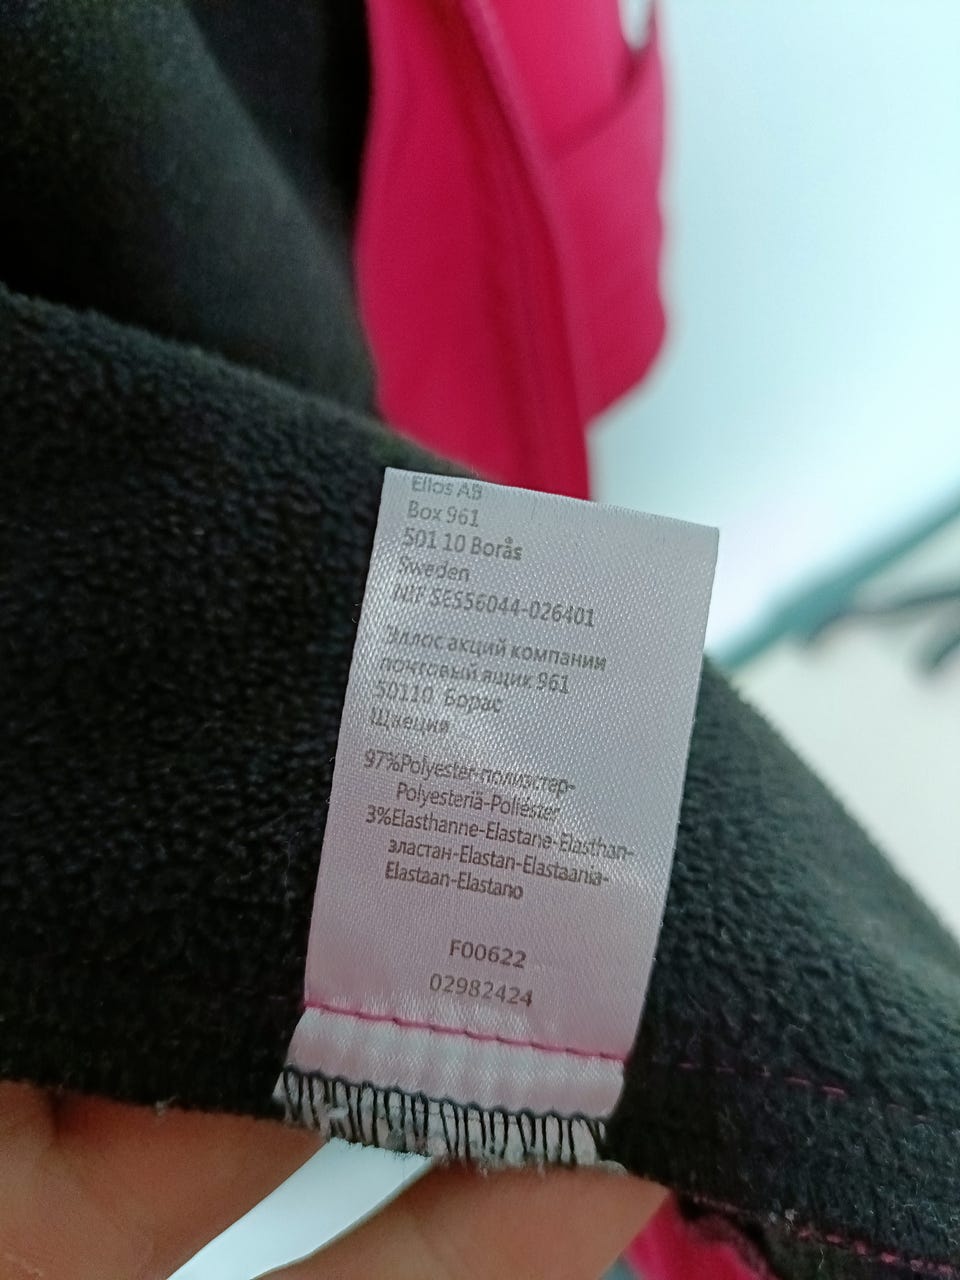 Ellos AB
Box 961
501 10 Borås
Sweden
NIF SE556044-026401
Эллос акций компании
почтовый ящик 961
50110 Борас
Щвеция
97%Polyester-полиэстер-
Polyesteriä-Poliéster
3%Elasthanne-Elastane-Elasthan-
эластан-Elastan-Elastaania-
Elastaan-Elastano
F00622
02982424